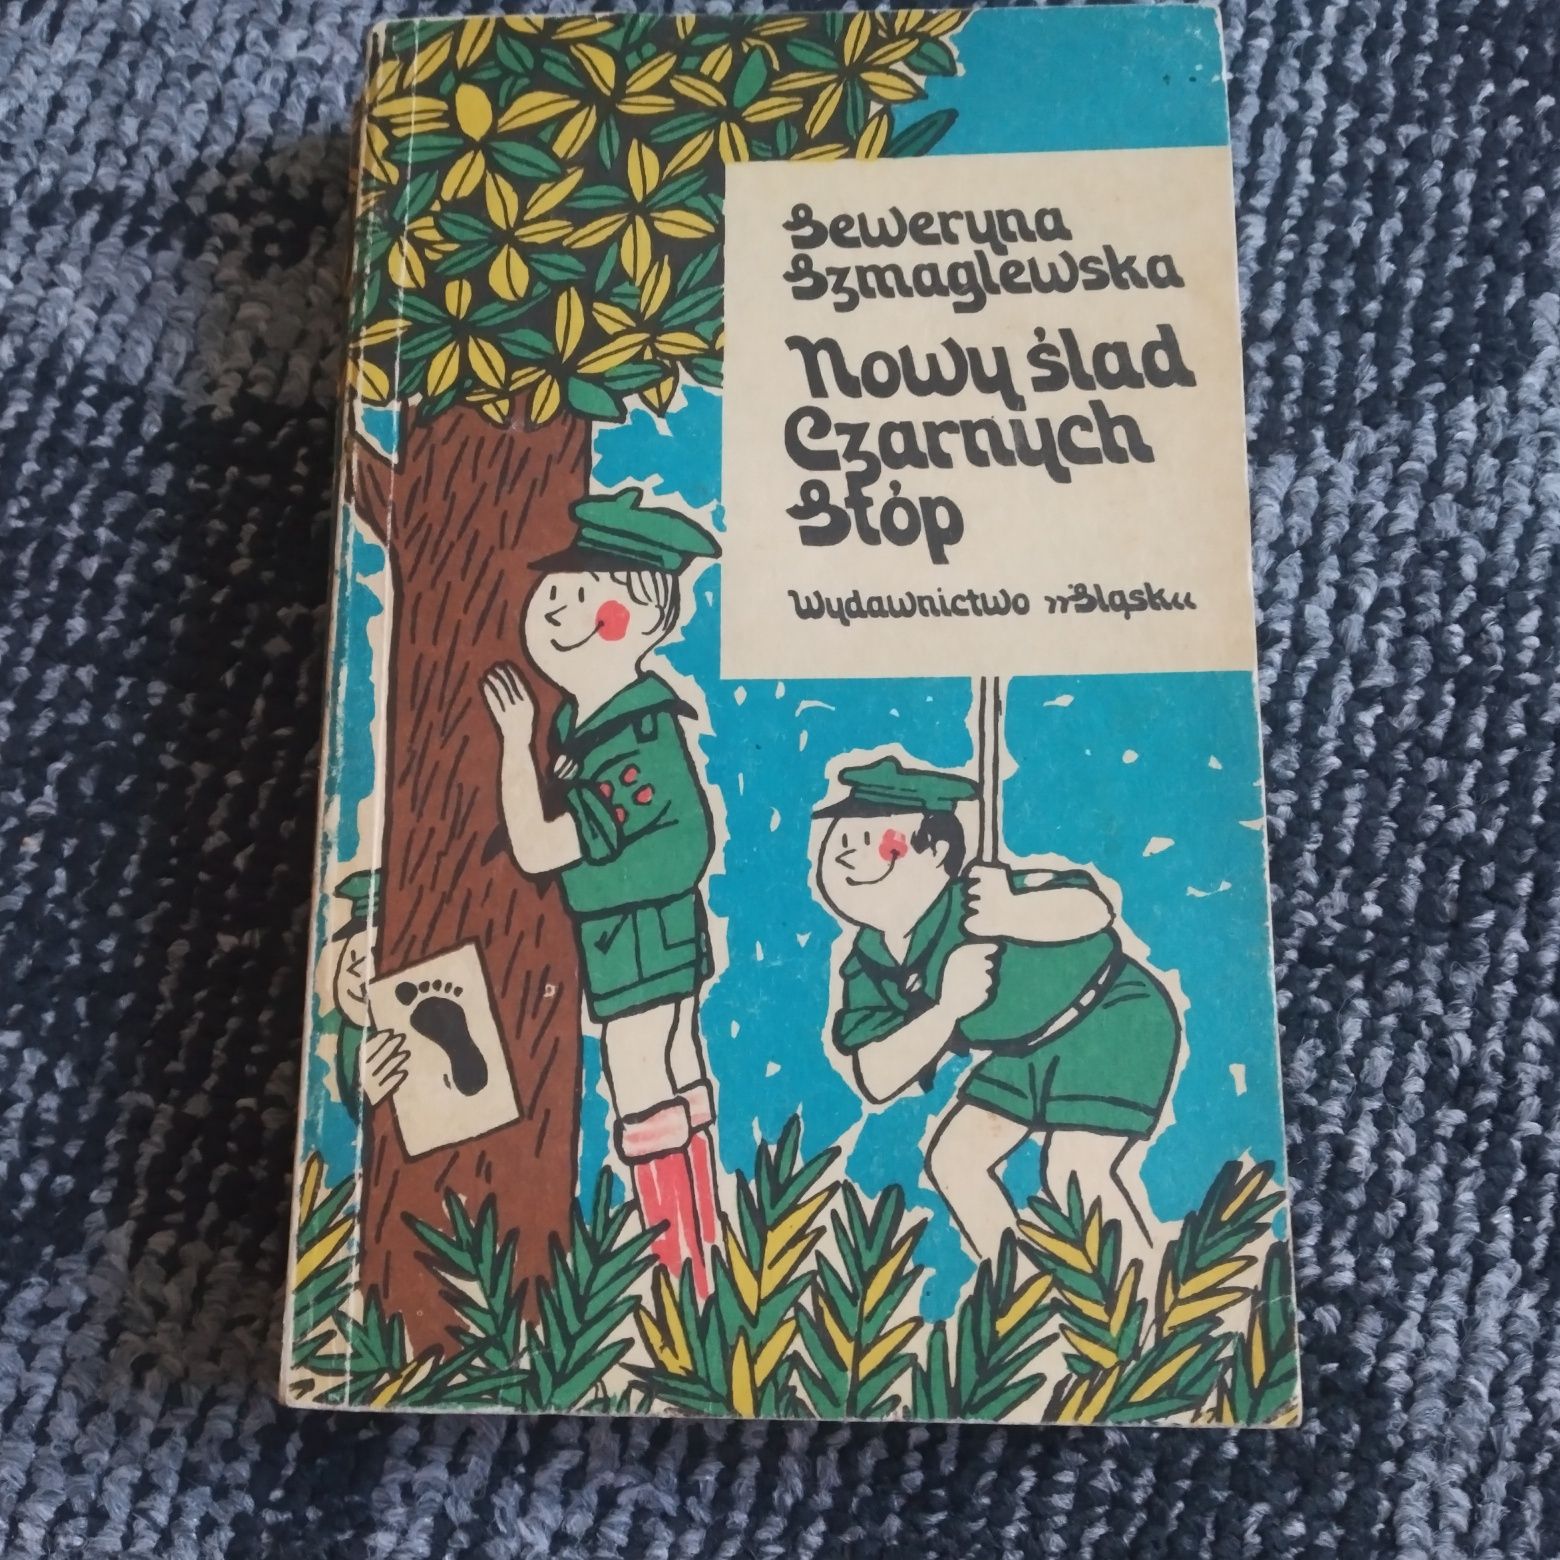 Seweryna
Szmaglewska
Nowy ślad
Czarnych
Stóp
Wydawnictwo »Śląsk«